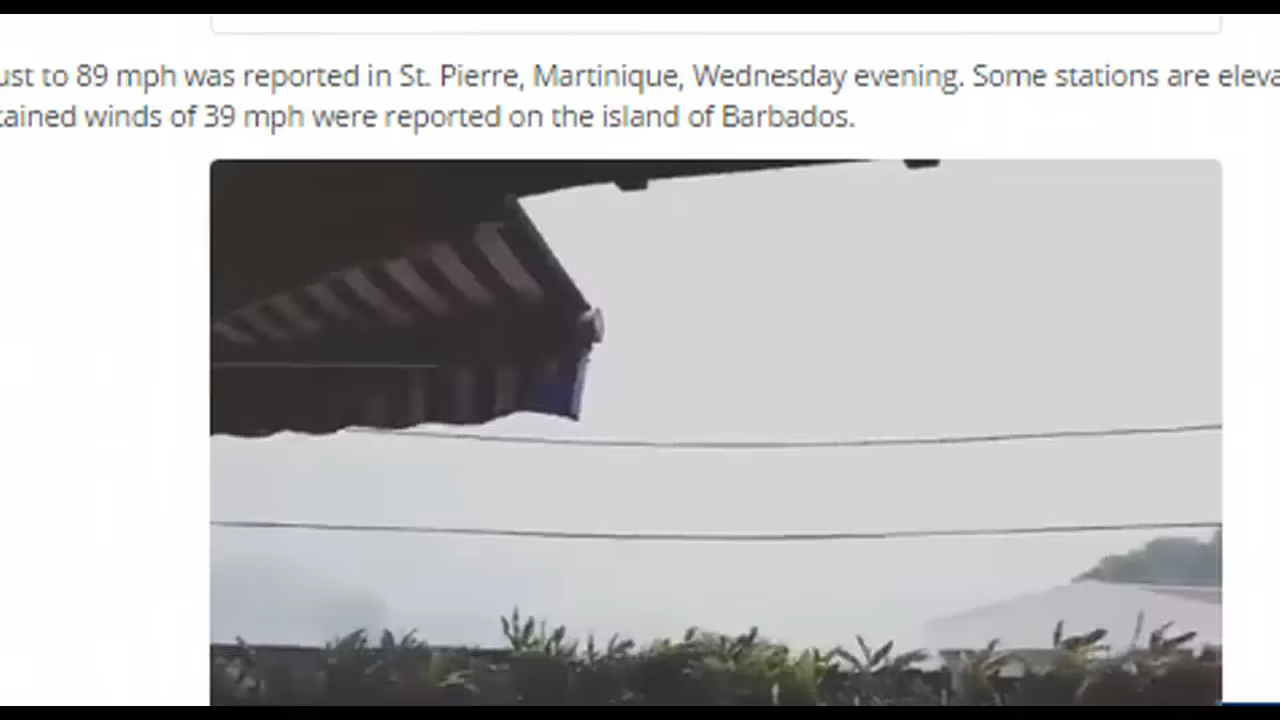 ust to 89 mph was reported in St. Pierre, Martinique, Wednesday evening. Some stations are eleva
tained winds of 39 mph were reported on the island of Barbados.